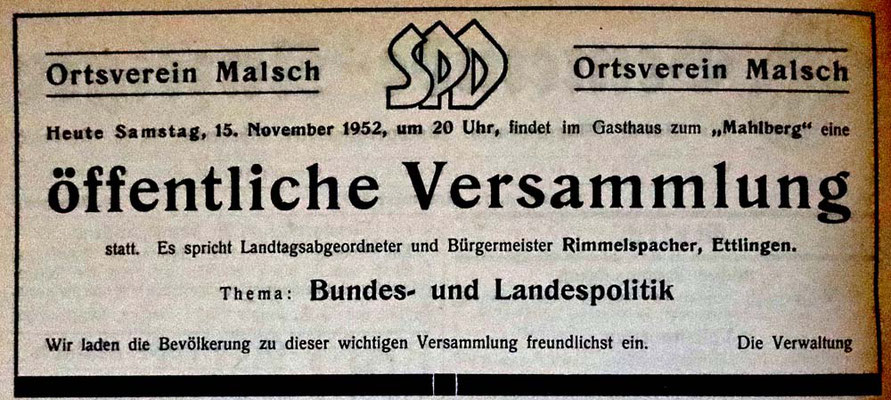 Ortsverein Malsch SPD Ortsverein Malsch
Heute Samstag, 15. November 1952, um 20 Uhr, findet im Gasthaus zum „Mahlberg“ eine
öffentliche Versammlung
statt. Es spricht Landtagsabgeordneter und Bürgermeister Rimmelspacher, Ettlingen.
Thema: Bundes- und Landespolitik
Wir laden die Bevölkerung zu dieser wichtigen Versammlung freundlichst ein. Die Verwaltung